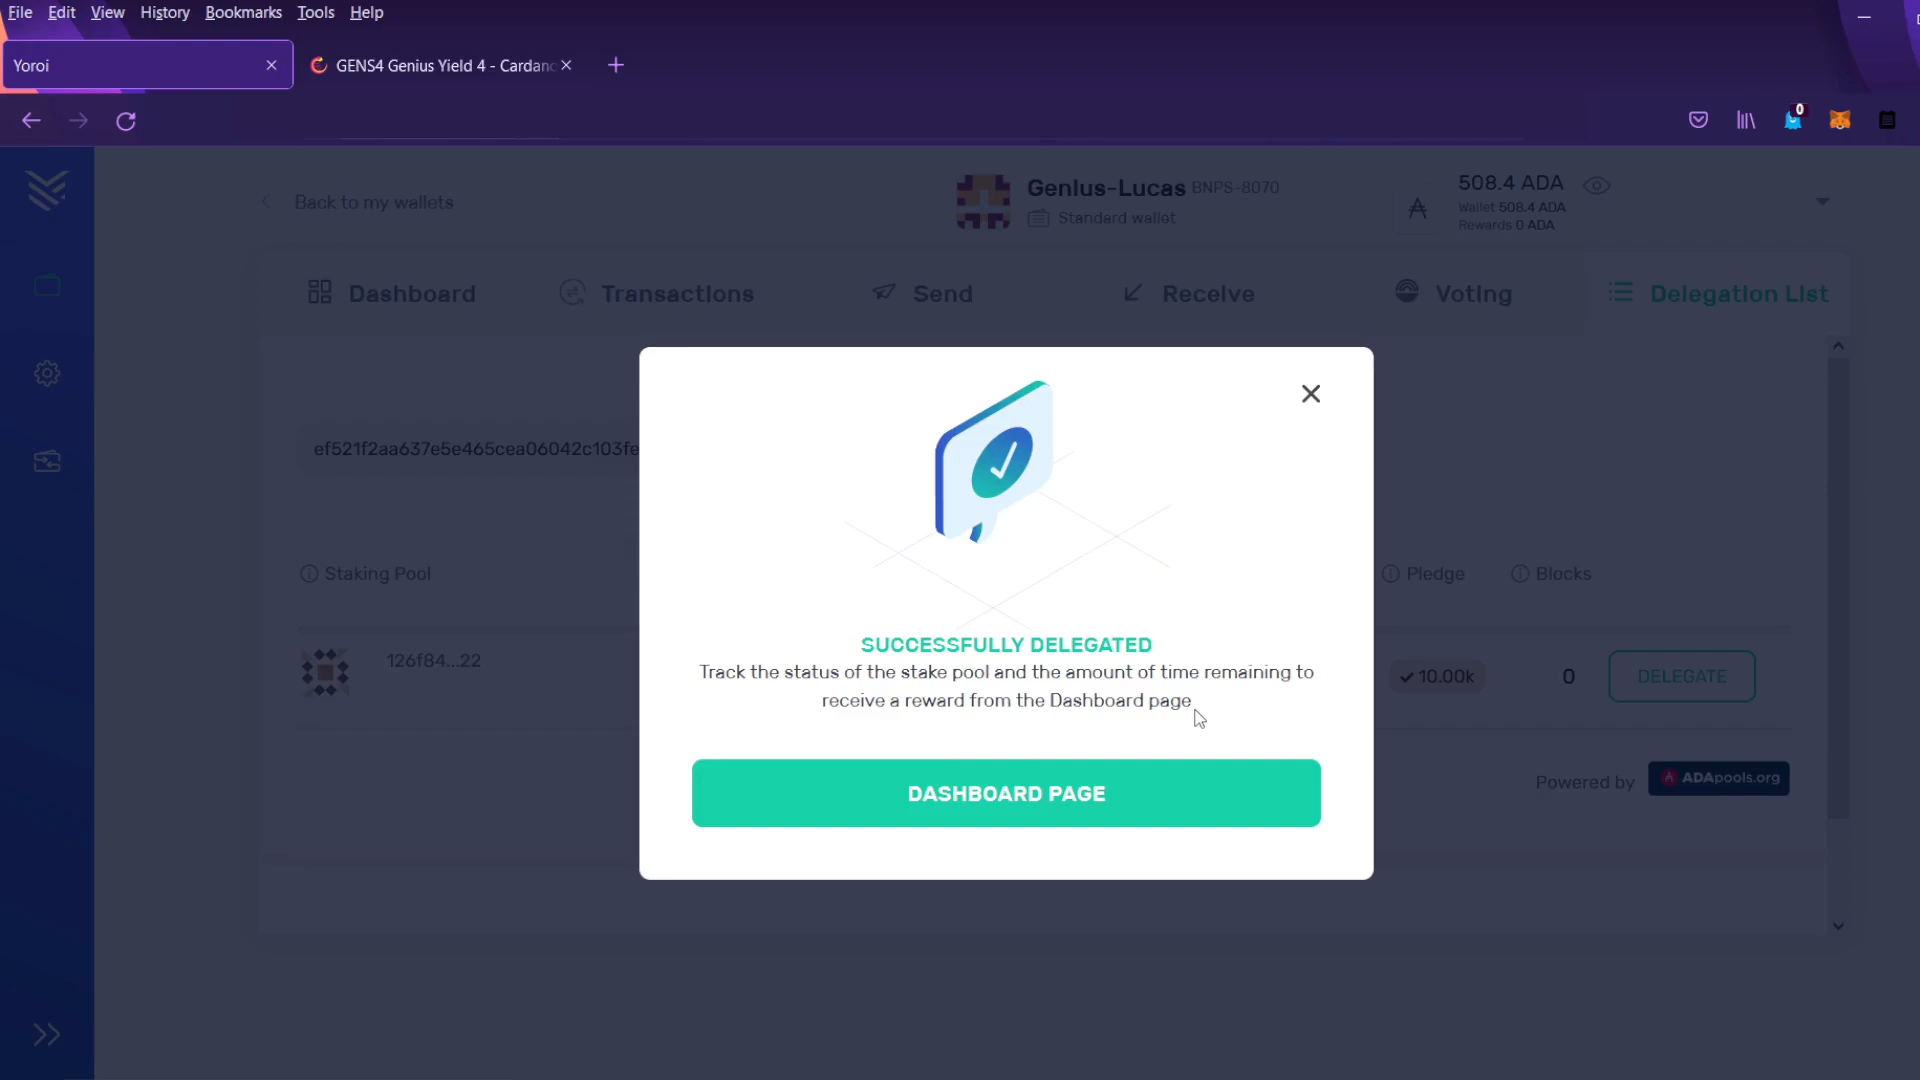 File Edit View History Bookmarks Tools Help
Yoroi
GENS4 Genius Yield 4 - Cardano
0
Back to my wallets
Genius-Lucas BNPS-8070
Standard wallet
508.4 ADA
Wallet 508.4 ADA
Rewards 0 ADA
Dashboard
Transactions
Send
Receive
Voting
Delegation List
ef521f2aa637e5e465cea06042c103fe
Staking Pool
Pledge
Blocks
126f84...22
10.00k
0
DELEGATE
SUCCESSFULLY DELEGATED
Track the status of the stake pool and the amount of time remaining to
receive a reward from the Dashboard page
DASHBOARD PAGE
Powered by ADApools.org